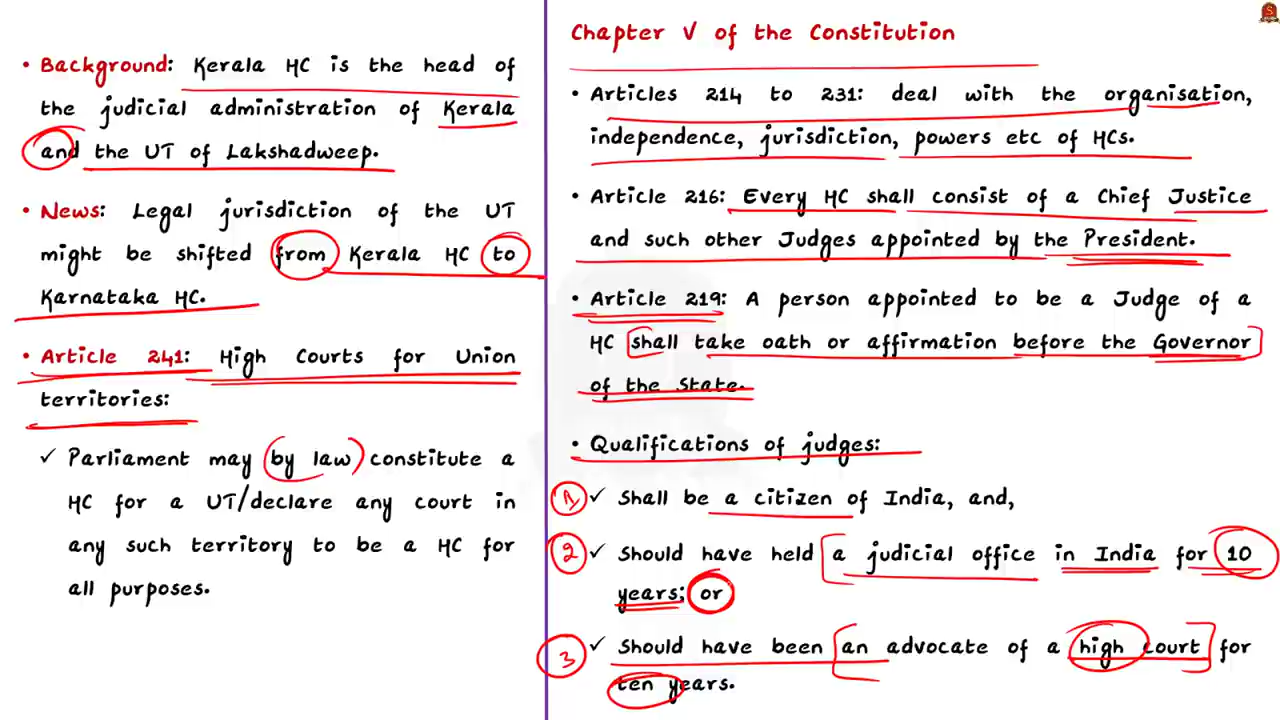 • Background: Kerala HC is the head of
the judicial administration of Kerala
and the UT of Lakshadweep.
• News: Legal jurisdiction of the UT
might be shifted from Kerala HC to
Karnataka HC.
• Article 241: High Courts for Union
territories:
✓ Parliament may by law constitute a
HC for a UT/declare any court in
any such territory to be a HC for
all purposes.
Chapter V of the Constitution
• Articles 214 to 231: deal with the organisation,
independence, jurisdiction, powers etc of HCs.
• Article 216: Every HC shall consist of a Chief Justice
and such other Judges appointed by the President.
• Article 219: A person appointed to be a Judge of a
HC shall take oath or affirmation before the Governor
of the State.
• Qualifications of judges:
1 ✓ Shall be a citizen of India, and,
2 ✓ Should have held a judicial office in India for 10
years; or
3 ✓ Should have been an advocate of a high court for
ten years.